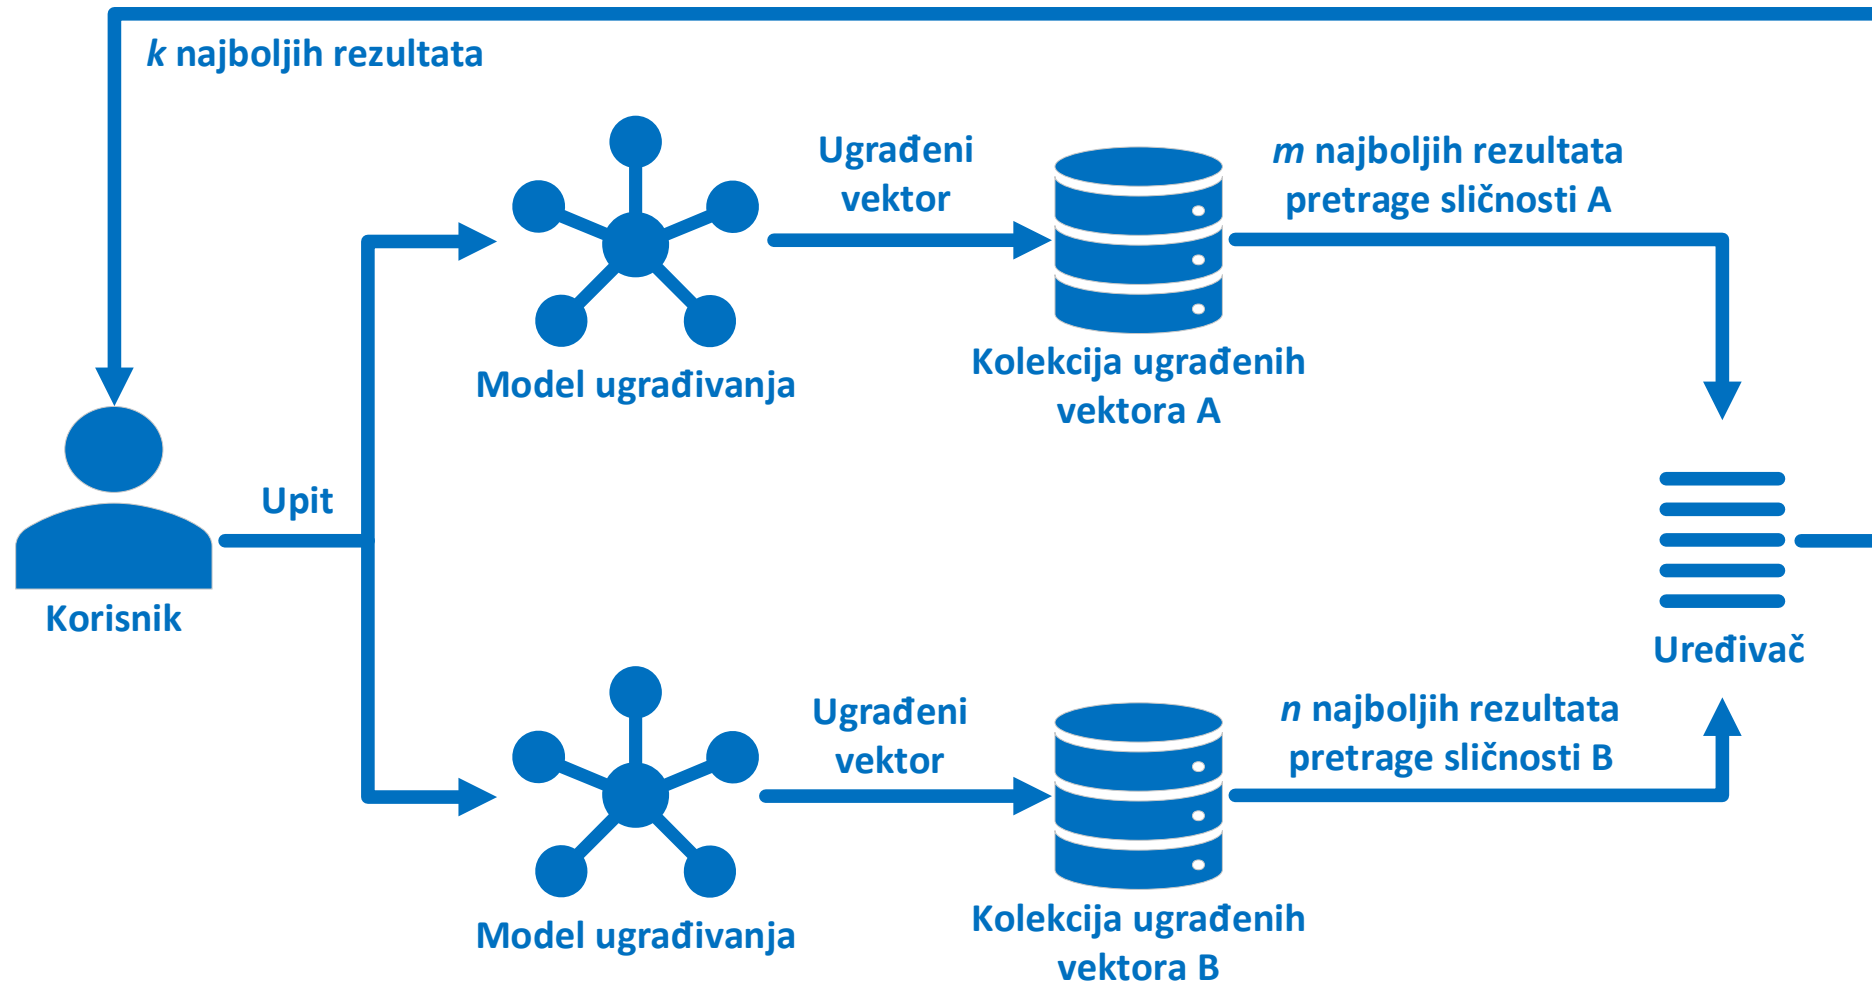 k najboljih rezultata
Ugrađeni
vektor
m najboljih rezultata
pretrage sličnosti A
Model ugrađivanja
Kolekcija ugrađenih
vektora A
Upit
Korisnik
Uređivač
Ugrađeni
vektor
n najboljih rezultata
pretrage sličnosti B
Model ugrađivanja
Kolekcija ugrađenih
vektora B